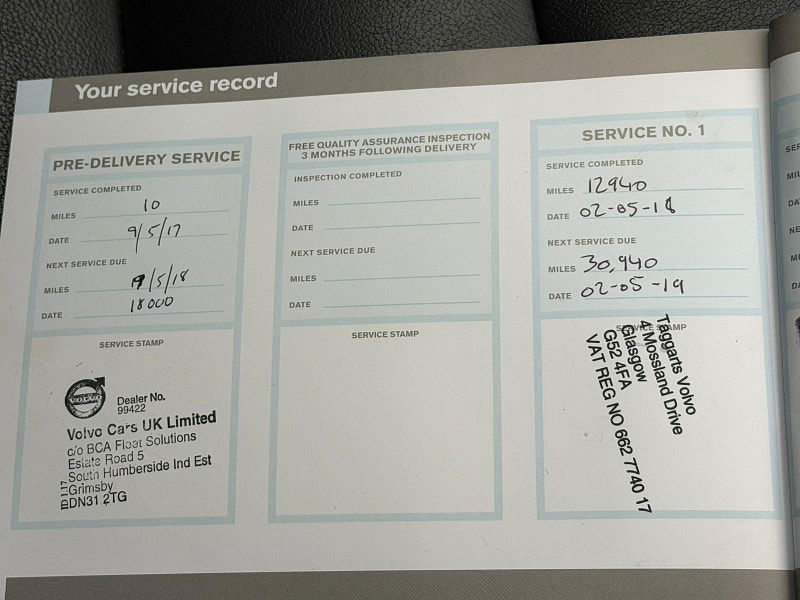 Your service record
PRE-DELIVERY SERVICE
SERVICE COMPLETED
MILES 10
DATE 9/5/17
NEXT SERVICE DUE
MILES 9/5/18
DATE 18000
SERVICE STAMP
VOLVO
Dealer No.
99422
Volvo Cars UK Limited
c/o BCA Fleet Solutions
Estate Road 5
South Humberside Ind Est
Grimsby
DN31 2TG
FREE QUALITY ASSURANCE INSPECTION
3 MONTHS FOLLOWING DELIVERY
INSPECTION COMPLETED
MILES
DATE
NEXT SERVICE DUE
MILES
DATE
SERVICE STAMP
SERVICE NO. 1
SERVICE COMPLETED
MILES 12940
DATE 02-05-18
NEXT SERVICE DUE
MILES 30,940
DATE 02-05-19
SERVICE STAMP
Taggarts Volvo
4 Mossland Drive
Glasgow
G52 4FA
VAT REG NO 662 7740 17